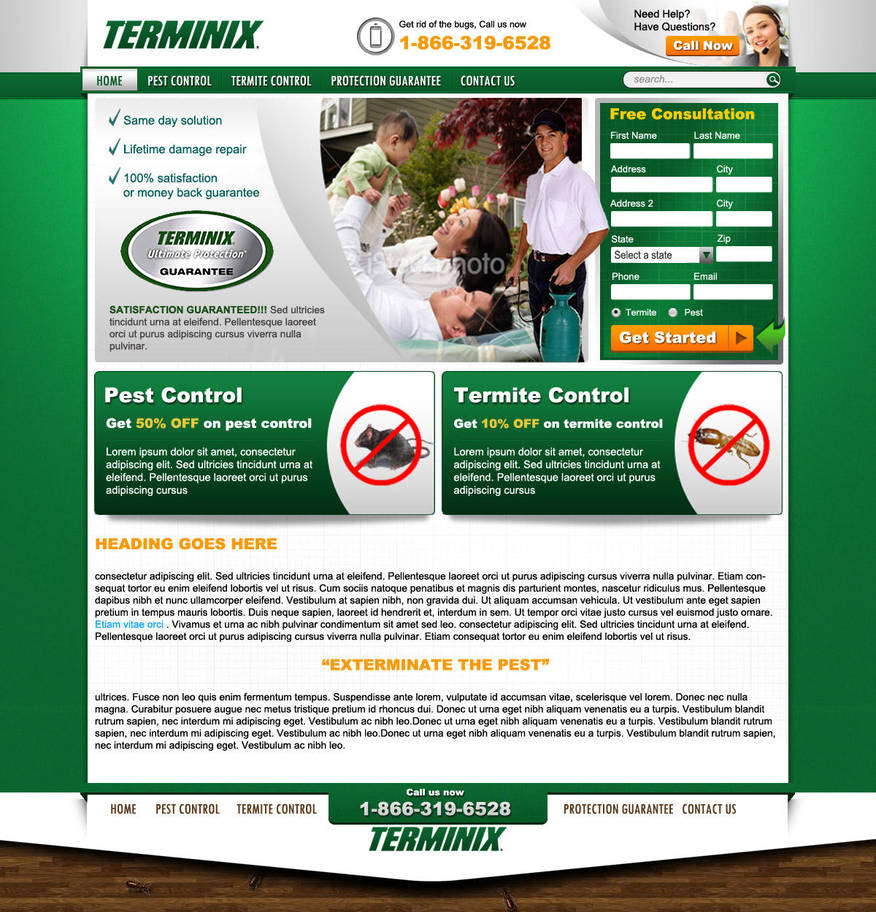 TERMINIX
Get rid of the bugs, Call us now
1-866-319-6528
Need Help?
Have Questions?
Call Now
HOME
PEST CONTROL
TERMITE CONTROL
PROTECTION GUARANTEE
CONTACT US
search...
Same day solution
Lifetime damage repair
100% satisfaction
or money back guarantee
TERMINIX
Ultimate Protection
GUARANTEE
SATISFACTION GUARANTEED!!! Sed ultricies
tincidunt urna at eleifend. Pellentesque laoreet
orci ut purus adipiscing cursus viverra nulla
pulvinar.
photo
Free Consultation
First Name
Last Name
Address
City
Address 2
City
State
Zip
Select a state
Phone
Email
Termite
Pest
Get Started
Pest Control
Get 50% OFF on pest control
Lorem ipsum dolor sit amet, consectetur
adipiscing elit. Sed ultricies tincidunt urna at
eleifend. Pellentesque laoreet orci ut purus
adipiscing cursus
Termite Control
Get 10% OFF on termite control
Lorem ipsum dolor sit amet, consectetur
adipiscing elit. Sed ultricies tincidunt urna at
eleifend. Pellentesque laoreet orci ut purus
adipiscing cursus
HEADING GOES HERE
consectetur adipiscing elit. Sed ultricies tincidunt urna at eleifend. Pellentesque laoreet orci ut purus adipiscing cursus viverra nulla pulvinar. Etiam con-
sequat tortor eu enim eleifend lobortis vel ut risus. Cum sociis natoque penatibus et magnis dis parturient montes, nascetur ridiculus mus. Pellentesque
dapibus nibh et nunc ullamcorper eleifend. Vestibulum at sapien nibh, non gravida dui. Ut aliquam accumsan vehicula. Ut vestibulum ante eget sapien
pretium in tempus mauris lobortis. Duis neque sapien, laoreet id hendrerit et, interdum in sem. Ut tempor orci vitae justo cursus vel euismod justo ornare.
Etiam vitae orci . Vivamus et urna ac nibh pulvinar condimentum sit amet sed leo. consectetur adipiscing elit. Sed ultricies tincidunt urna at eleifend.
Pellentesque laoreet orci ut purus adipiscing cursus viverra nulla pulvinar. Etiam consequat tortor eu enim eleifend lobortis vel ut risus.
“EXTERMINATE THE PEST”
ultrices. Fusce non leo quis enim fermentum tempus. Suspendisse ante lorem, vulputate id accumsan vitae, scelerisque vel lorem. Donec nec nulla
magna. Curabitur posuere augue nec metus tristique pretium id rhoncus dui. Donec ut urna eget nibh aliquam venenatis eu a turpis. Vestibulum blandit
rutrum sapien, nec interdum mi adipiscing eget. Vestibulum ac nibh leo.Donec ut urna eget nibh aliquam venenatis eu a turpis. Vestibulum blandit rutrum
sapien, nec interdum mi adipiscing eget. Vestibulum ac nibh leo.Donec ut urna eget nibh aliquam venenatis eu a turpis. Vestibulum blandit rutrum sapien,
nec interdum mi adipiscing eget. Vestibulum ac nibh leo.
HOME
PEST CONTROL
TERMITE CONTROL
Call us now
1-866-319-6528
TERMINIX
PROTECTION GUARANTEE
CONTACT US